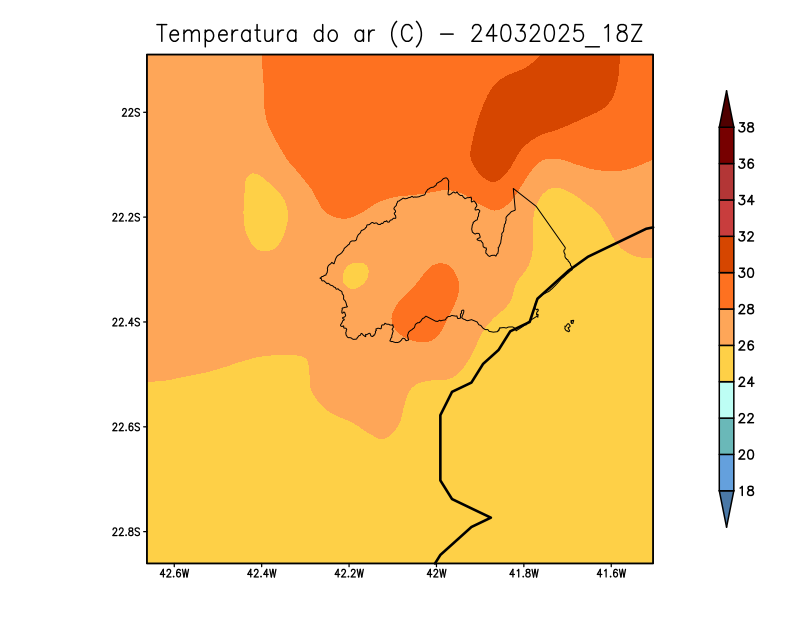 Temperatura do ar (C) - 24032025_18Z
22S
22.2S
22.4S
22.6S
22.8S
42.6W
42.4W
42.2W
42W
41.8W
41.6W
38
36
34
32
30
28
26
24
22
20
18